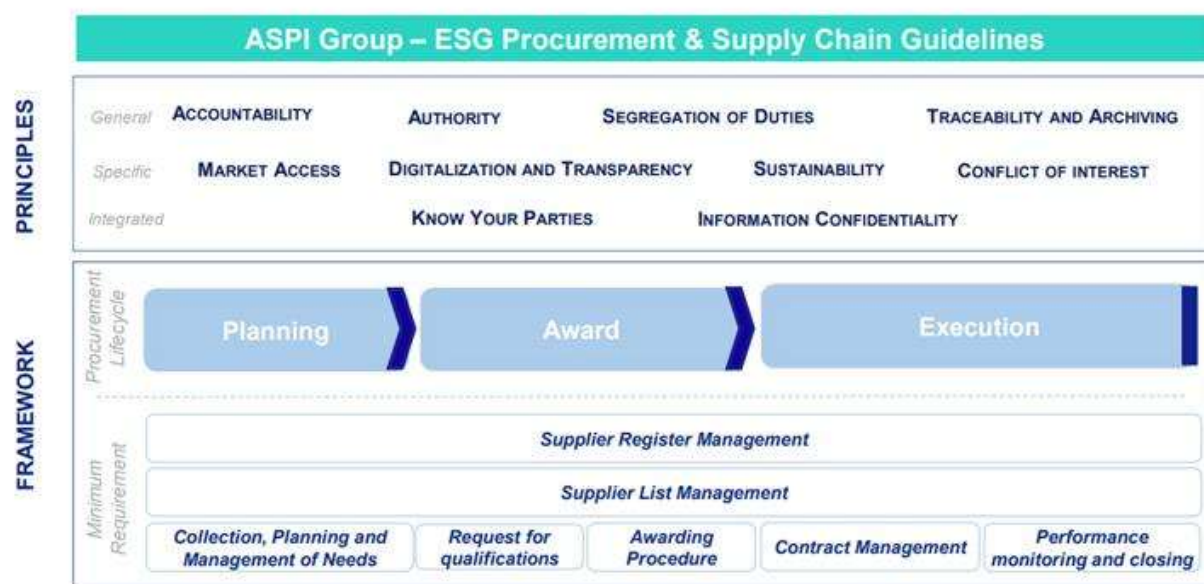 ASPI Group – ESG Procurement & Supply Chain Guidelines
PRINCIPLES
General
ACCOUNTABILITY
AUTHORITY
SEGREGATION OF DUTIES
TRACEABILITY AND ARCHIVING
Specific
MARKET ACCESS
DIGITALIZATION AND TRANSPARENCY
SUSTAINABILITY
CONFLICT OF INTEREST
Integrated
KNOW YOUR PARTIES
INFORMATION CONFIDENTIALITY
FRAMEWORK
Procurement
Lifecycle
Planning
Award
Execution
Minimum
Requirement
Supplier Register Management
Supplier List Management
Collection, Planning and
Management of Needs
Request for
qualifications
Awarding
Procedure
Contract Management
Performance
monitoring and closing